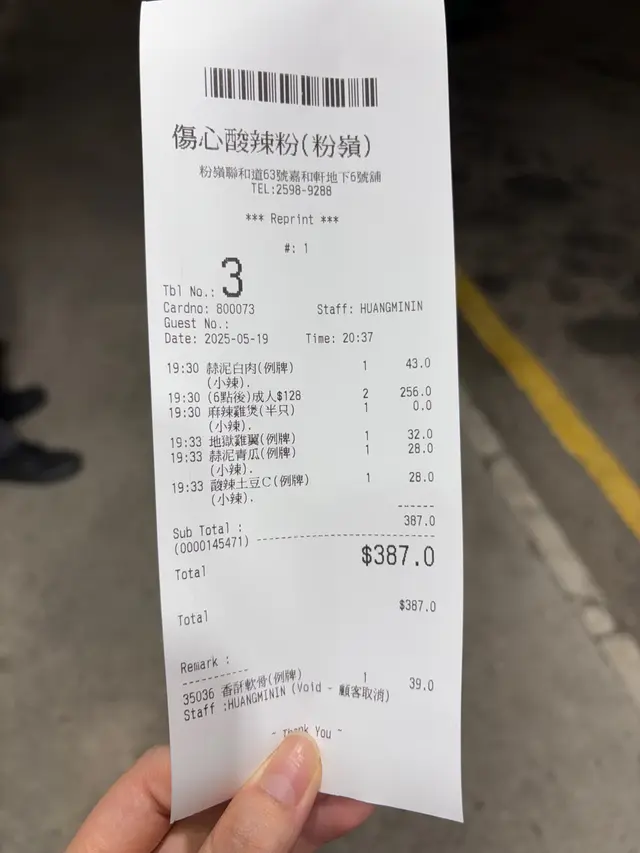 傷心酸辣粉(粉嶺)
粉嶺聯和道63號嘉和軒地下6號舖
TEL:2598-9288
*** Reprint ***
#: 1
Tbl No.: 3
Cardno: 800073 Staff: HUANGMININ
Guest No.:
Date: 2025-05-19 Time: 20:37
19:30 蒜泥白肉(例牌) 1 43.0
(小辣).
19:30 (6點後)成人$128 2 256.0
19:30 麻辣雞煲(半只) 1 0.0
(小辣).
19:33 地獄雞翼(例牌) 1 32.0
19:33 蒜泥青瓜(例牌) 1 28.0
(小辣).
19:33 酸辣土豆C(例牌) 1 28.0
(小辣).
------
Sub Total : 387.0
(0000145471) ------------------------
Total $387.0
Total $387.0
Remark :
----------
35036 香酥軟骨(例牌) 1 39.0
Staff :HUANGMININ (Void - 顧客取消)
- Thank You -